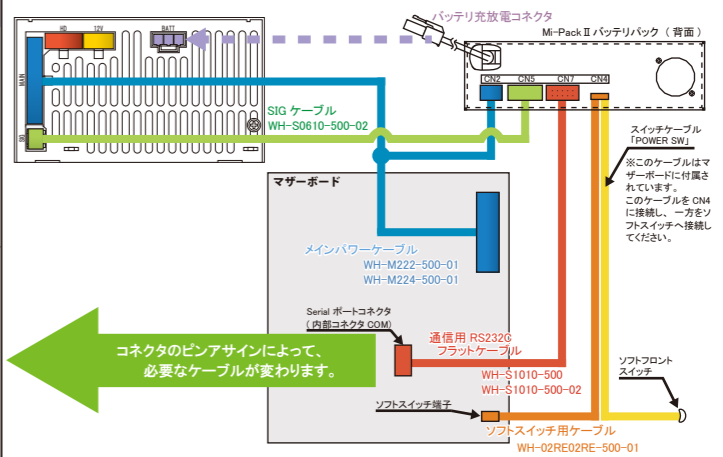 バッテリ充放電コネクタ
Mi-Pack Ⅱ バッテリパック （ 背面 ）
HD
12V
BATT
MAIN
SIG
CN2
CN5
CN7
CN4
SIG ケーブル
WH-S0610-500-02
スイッチケーブル
「POWER SW」
※このケーブルはマ
ザーボードに付属さ
れています。
このケーブルを CN4
に接続し、 一方をソ
フトスイッチへ接続し
てください。
マザーボード
メインパワーケーブル
WH-M222-500-01
WH-M224-500-01
Serial ポートコネクタ
( 内部コネクタ COM)
通信用 RS232C
フラットケーブル
WH-S1010-500
WH-S1010-500-02
コネクタのピンアサインによって、
必要なケーブルが変わります。
ソフトフロント
スイッチ
ソフトスイッチ端子
ソフトスイッチ用ケーブル
WH-02RE02RE-500-01